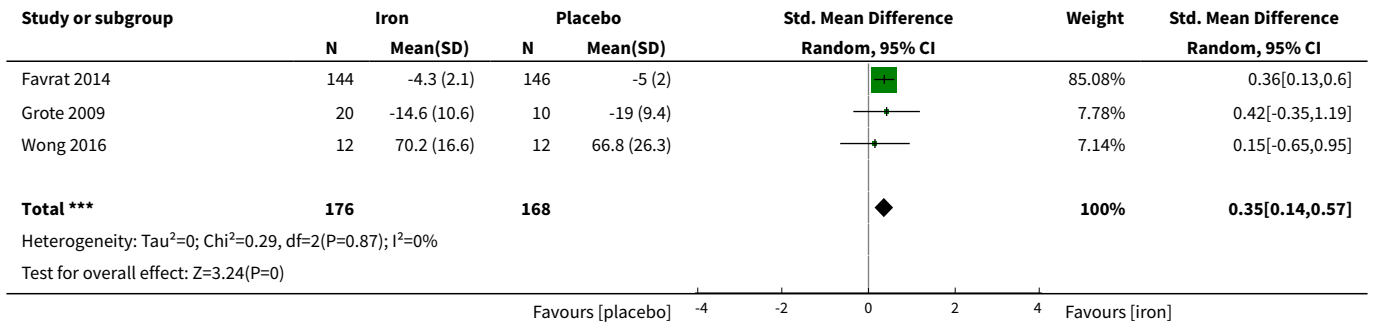 Study or subgroup Iron Placebo Std. Mean Difference Weight Std. Mean Difference
N Mean(SD) N Mean(SD) Random, 95% CI Random, 95% CI
Favrat 2014 144 -4.3 (2.1) 146 -5 (2) 85.08% 0.36[0.13,0.6]
Grote 2009 20 -14.6 (10.6) 10 -19 (9.4) 7.78% 0.42[-0.35,1.19]
Wong 2016 12 70.2 (16.6) 12 66.8 (26.3) 7.14% 0.15[-0.65,0.95]
Total *** 176 168 100% 0.35[0.14,0.57]
Heterogeneity: Tau²=0; Chi²=0.29, df=2(P=0.87); I²=0%
Test for overall effect: Z=3.24(P=0)
Favours [placebo] -4 -2 0 2 4 Favours [iron]